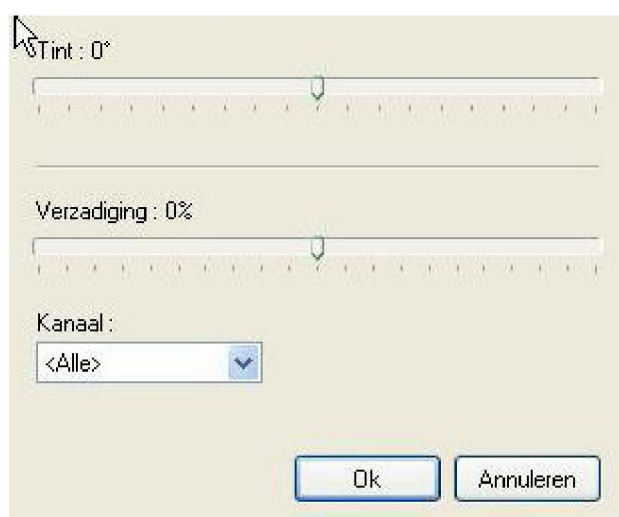 Tint : 0°
Verzadiging : 0%
Kanaal :
<Alle>
Ok Annuleren